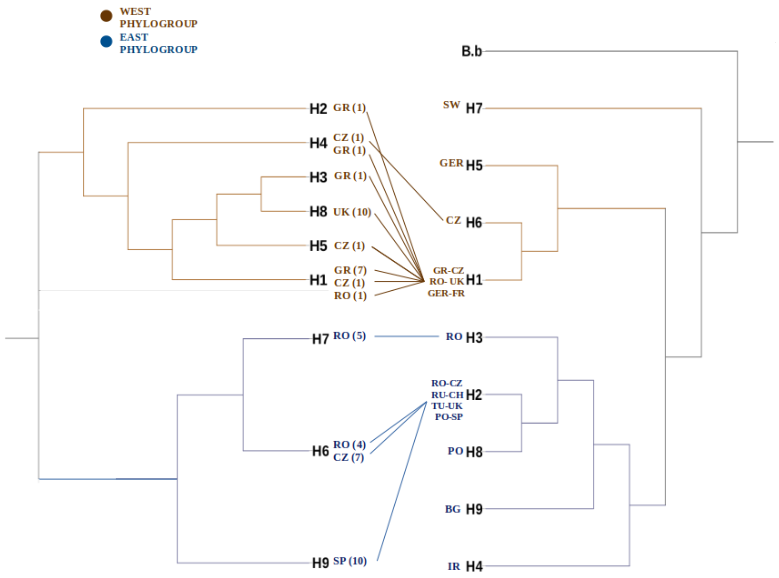 WEST
PHYLOGROUP
EAST
PHYLOGROUP
H2 GR (1)
H4 CZ (1)
GR (1)
H3 GR (1)
H8 UK (10)
H5 CZ (1)
H1 GR (7)
CZ (1)
RO (1)
H7 RO (5)
H6 RO (4)
CZ (7)
H9 SP (10)
B.b
SW H7
GER H5
CZ H6
GR-CZ
RO- UK H1
GER-FR
RO H3
RO-CZ
RU-CH H2
TU-UK
PO-SP
PO H8
BG H9
IR H4